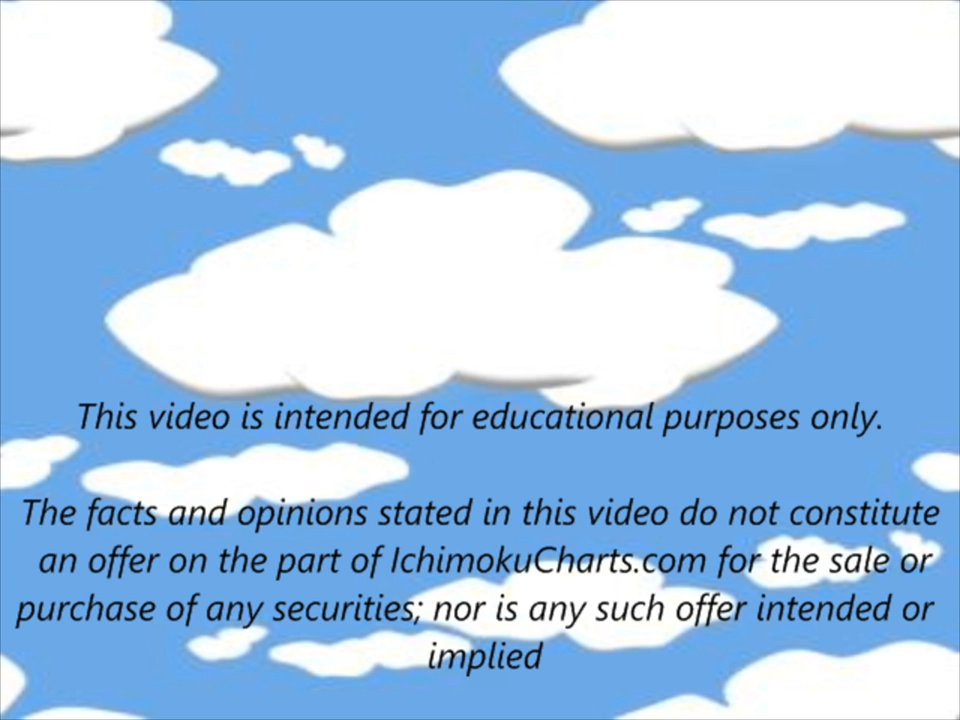 This video is intended for educational purposes only.
The facts and opinions stated in this video do not constitute
an offer on the part of IchimokuCharts.com for the sale or
purchase of any securities; nor is any such offer intended or
implied